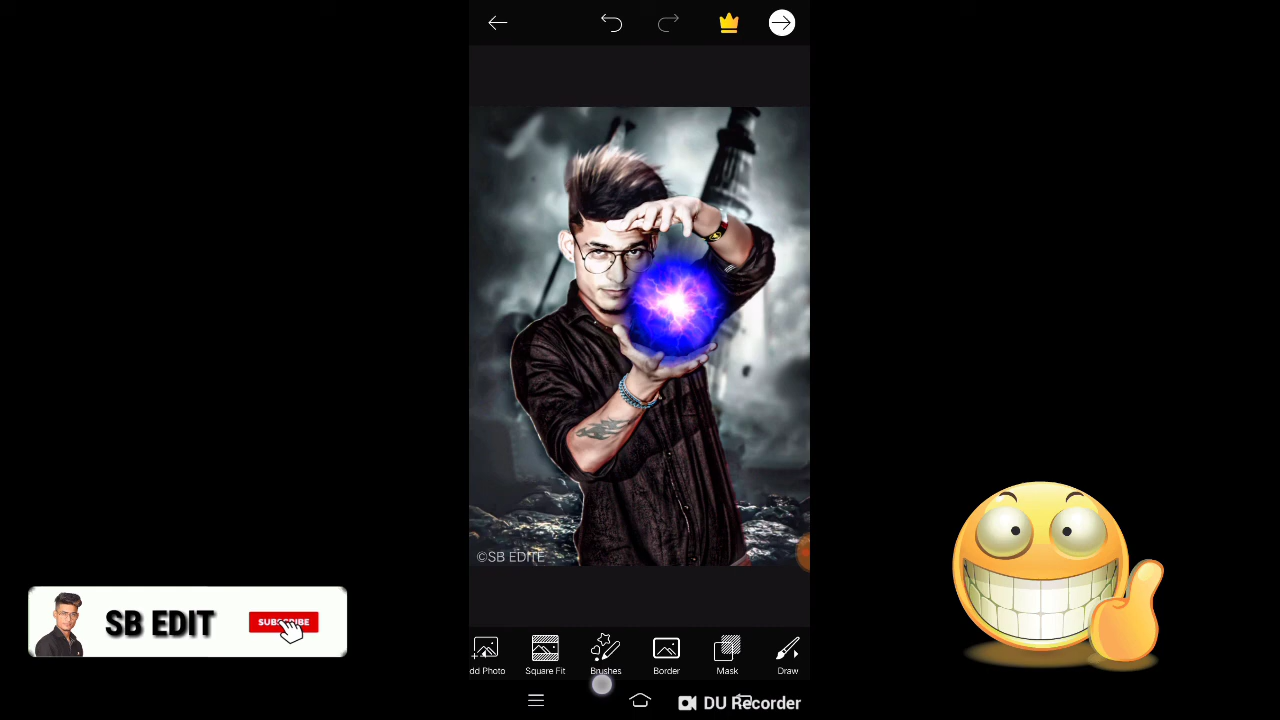 ©SB EDITE
SB EDIT
SUBSCRIBE
dd Photo
Square Fit
Brushes
Border
Mask
Draw
DU Recorder